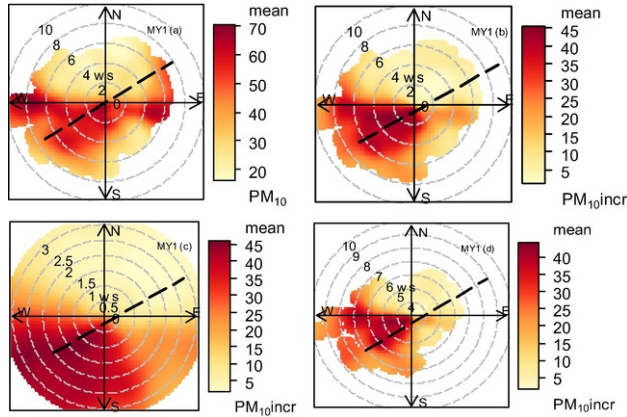 mean
N
MY1 (a)
10
8
6
4 ws
2
0
W
E
S
70
60
50
40
30
20
PM10
mean
N
MY1 (b)
10
8
6
4 ws
2
0
W
E
S
45
40
35
30
25
20
15
10
5
PM10incr
mean
N
MY1 (c)
3
2.5
2
1.5
1 ws
0.5
0
W
E
S
45
40
35
30
25
20
15
10
5
PM10incr
mean
N
MY1 (d)
10
9
8
7
6 ws
5
4
W
E
S
40
35
30
25
20
15
10
5
PM10incr